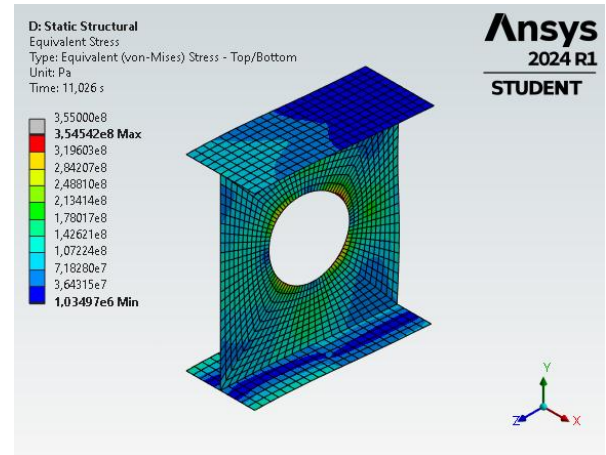 D: Static Structural
Equivalent Stress
Type: Equivalent (von-Mises) Stress - Top/Bottom
Unit: Pa
Time: 11,026 s
3,55000e8
3,54542e8 Max
3,19603e8
2,84207e8
2,48810e8
2,13414e8
1,78017e8
1,42621e8
1,07224e8
7,18280e7
3,64315e7
1,03497e6 Min
Ansys
2024 R1
STUDENT
Y
Z
X